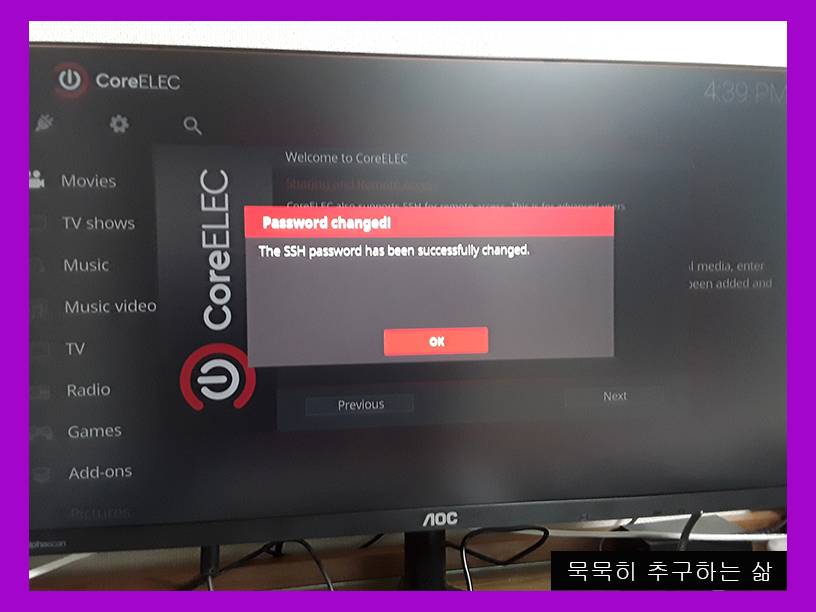 CoreELEC
4:39 PM
Movies
TV shows
Music
Music video
TV
Radio
Games
Add-ons
Pictures
CoreELEC
Welcome to CoreELEC
Sharing and Remote Access
CoreELEC also supports SSH for remote access. This is for advanced users
Password changed!
The SSH password has been successfully changed.
OK
media, enter
been added and
Previous
Next
AOC
alphascan
묵묵히 추구하는 삶